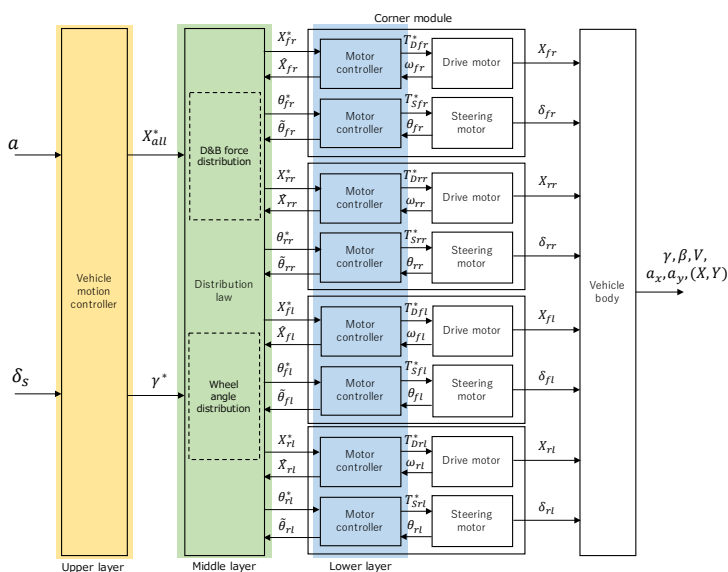 Corner module
X*fr
X̂fr
Motor
controller
T*Dfr
ωfr
Drive motor
Xfr
θ*fr
θ̃fr
Motor
controller
T*Sfr
θfr
Steering
motor
δfr
a
X*all
D&B force
distribution
X*rr
X̂rr
Motor
controller
T*Drr
ωrr
Drive motor
Xrr
θ*rr
θ̃rr
Motor
controller
T*Srr
θrr
Steering
motor
δrr
Vehicle
motion
controller
Distribution
law
Vehicle
body
γ, β, V,
ax, ay, (X, Y)
X*fl
X̂fl
Motor
controller
T*Dfl
ωfl
Drive motor
Xfl
δs
γ*
Wheel
angle
distribution
θ*fl
θ̃fl
Motor
controller
T*Sfl
θfl
Steering
motor
δfl
X*rl
X̂rl
Motor
controller
T*Drl
ωrl
Drive motor
Xrl
θ*rl
θ̃rl
Motor
controller
T*Srl
θrl
Steering
motor
δrl
Upper layer
Middle layer
Lower layer